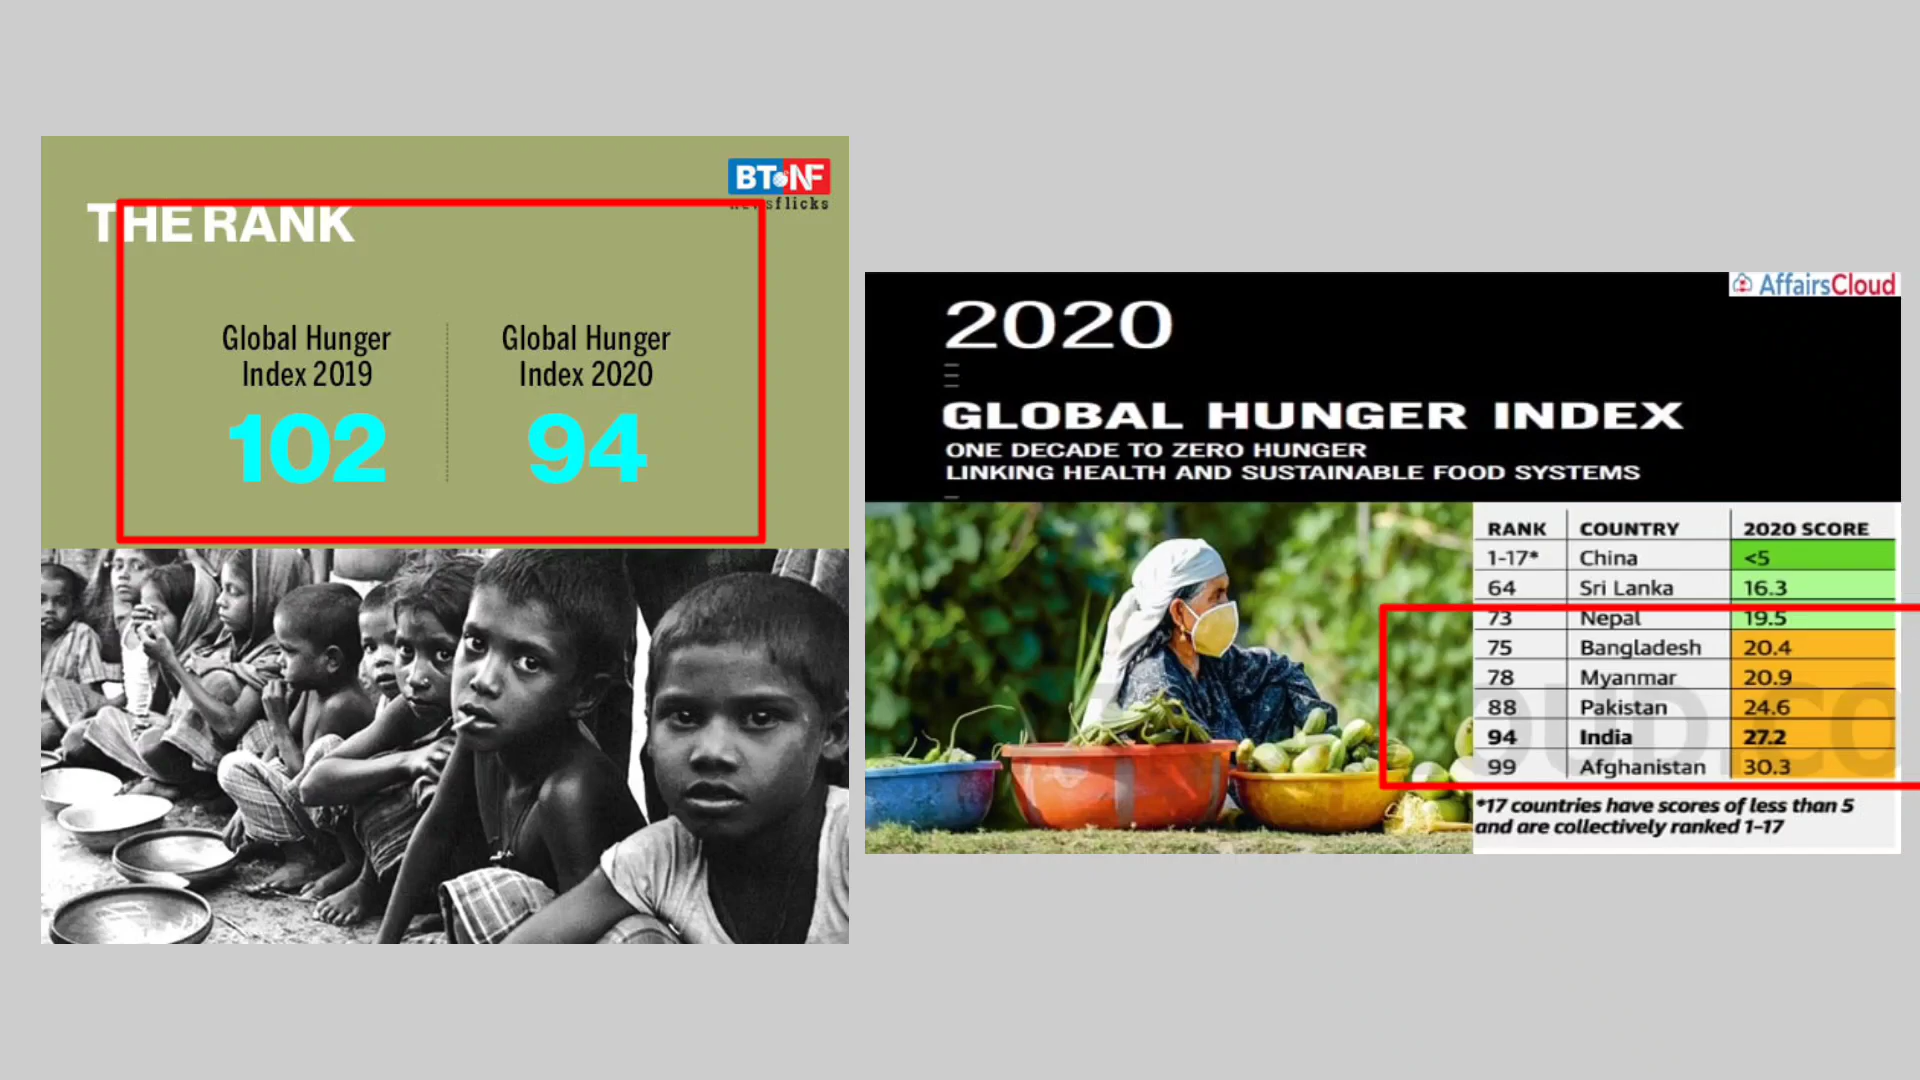 BT NF
newsflicks
THE RANK
Global Hunger
Index 2019
102
Global Hunger
Index 2020
94
AffairsCloud
2020
GLOBAL HUNGER INDEX
ONE DECADE TO ZERO HUNGER
LINKING HEALTH AND SUSTAINABLE FOOD SYSTEMS
RANK COUNTRY 2020 SCORE
1-17* China <5
64 Sri Lanka 16.3
73 Nepal 19.5
75 Bangladesh 20.4
78 Myanmar 20.9
88 Pakistan 24.6
94 India 27.2
99 Afghanistan 30.3
*17 countries have scores of less than 5
and are collectively ranked 1-17